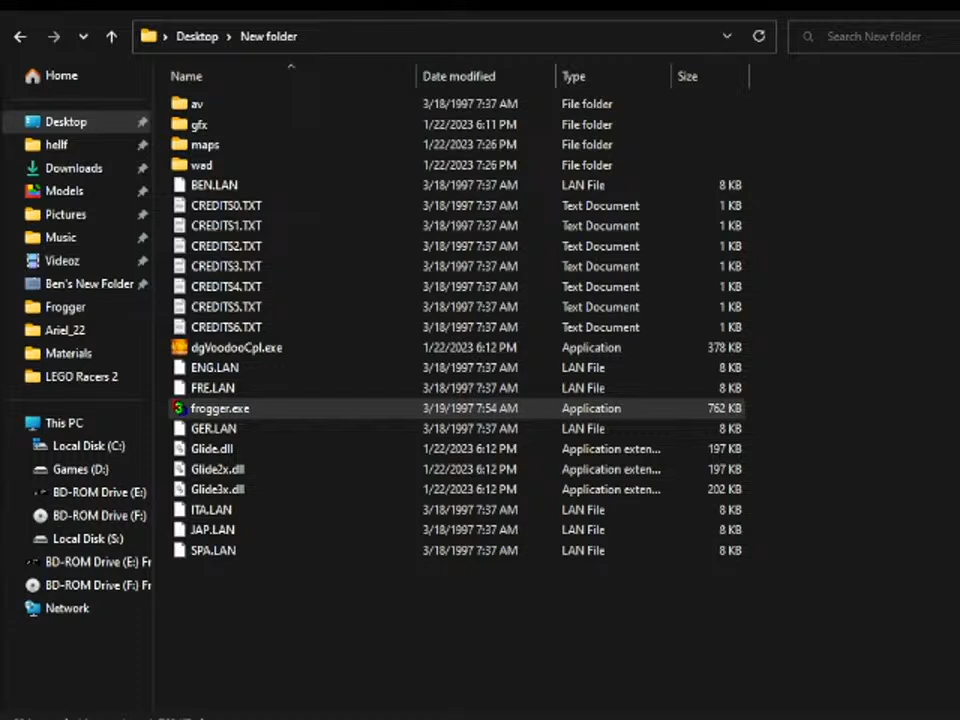 Desktop > New folder
Search New folder
Name Date modified Type Size
Home
Desktop
hellf
Downloads
Models
Pictures
Music
Videoz
Ben's New Folder
Frogger
Ariel_22
Materials
LEGO Racers 2
This PC
Local Disk (C:)
Games (D:)
BD-ROM Drive (E:)
BD-ROM Drive (F:)
Local Disk (S:)
BD-ROM Drive (E:) Fr
BD-ROM Drive (F:) Fr
Network
av 3/18/1997 7:37 AM File folder
gfx 1/22/2023 6:11 PM File folder
maps 1/22/2023 7:26 PM File folder
wad 1/22/2023 7:26 PM File folder
BEN.LAN 3/18/1997 7:37 AM LAN File 8 KB
CREDITS0.TXT 3/18/1997 7:37 AM Text Document 1 KB
CREDITS1.TXT 3/18/1997 7:37 AM Text Document 1 KB
CREDITS2.TXT 3/18/1997 7:37 AM Text Document 1 KB
CREDITS3.TXT 3/18/1997 7:37 AM Text Document 1 KB
CREDITS4.TXT 3/18/1997 7:37 AM Text Document 1 KB
CREDITS5.TXT 3/18/1997 7:37 AM Text Document 1 KB
CREDITS6.TXT 3/18/1997 7:37 AM Text Document 1 KB
dgVoodooCpl.exe 1/22/2023 6:12 PM Application 378 KB
ENG.LAN 3/18/1997 7:37 AM LAN File 8 KB
FRE.LAN 3/18/1997 7:37 AM LAN File 8 KB
frogger.exe 3/19/1997 7:54 AM Application 762 KB
GER.LAN 3/18/1997 7:37 AM LAN File 8 KB
Glide.dll 1/22/2023 6:12 PM Application exten... 197 KB
Glide2x.dll 1/22/2023 6:12 PM Application exten... 197 KB
Glide3x.dll 1/22/2023 6:12 PM Application exten... 202 KB
ITA.LAN 3/18/1997 7:37 AM LAN File 8 KB
JAP.LAN 3/18/1997 7:37 AM LAN File 8 KB
SPA.LAN 3/18/1997 7:37 AM LAN File 8 KB